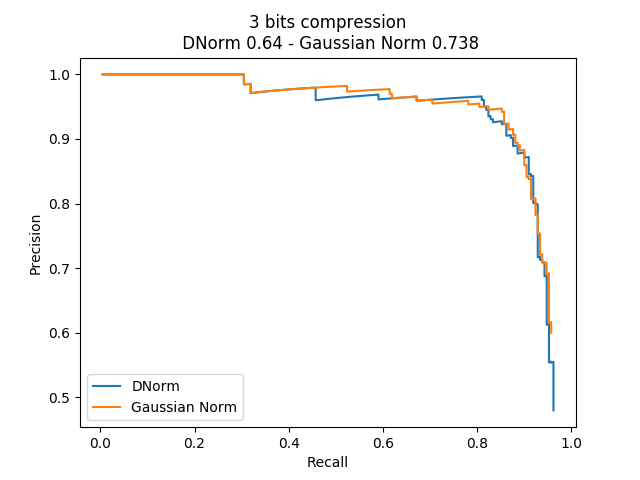 3 bits compression
DNorm 0.64 - Gaussian Norm 0.738
1.0
0.9
0.8
0.7
0.6
0.5
Precision
DNorm
Gaussian Norm
0.0
0.2
0.4
0.6
0.8
1.0
Recall